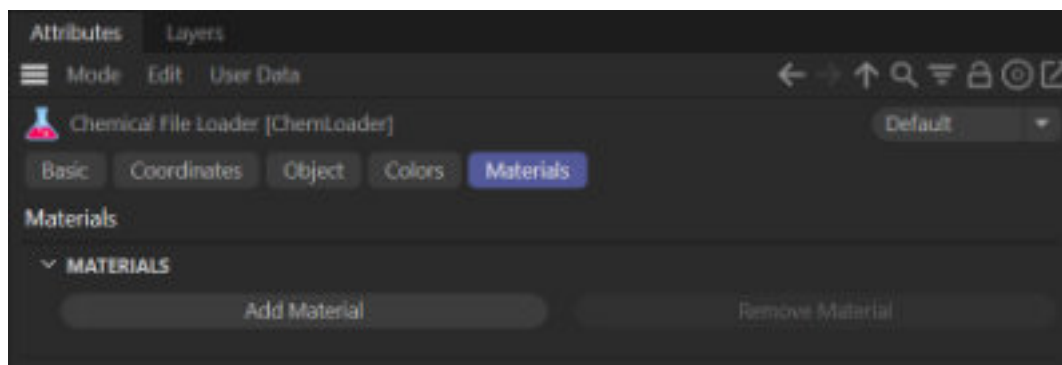 Attributes Layers
Mode Edit User Data
Chemical File Loader [ChemLoader] Default
Basic Coordinates Object Colors Materials
Materials
MATERIALS
Add Material Remove Material